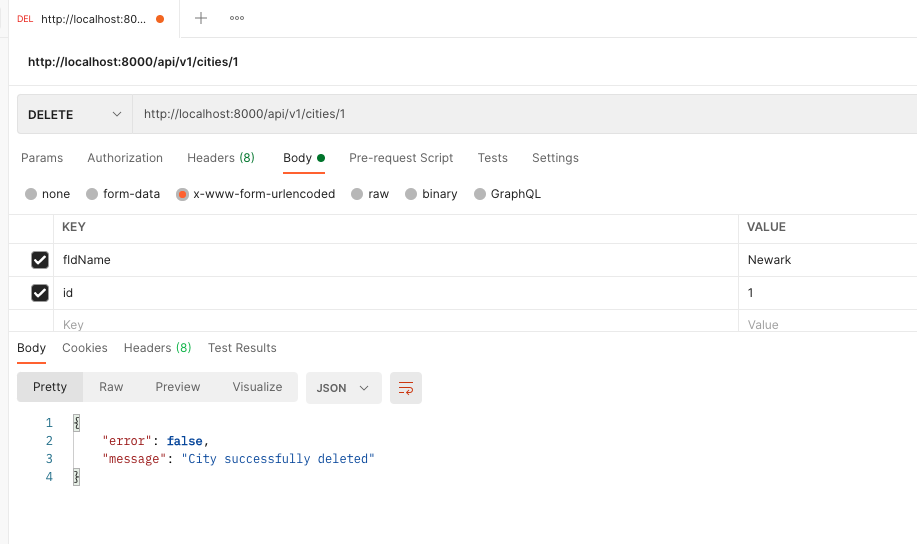 DEL http://localhost:80...
http://localhost:8000/api/v1/cities/1
DELETE http://localhost:8000/api/v1/cities/1
Params Authorization Headers (8) Body Pre-request Script Tests Settings
none form-data x-www-form-urlencoded raw binary GraphQL
KEY VALUE
fldName Newark
id 1
Key Value
Body Cookies Headers (8) Test Results
Pretty Raw Preview Visualize JSON
1 {
2 "error": false,
3 "message": "City successfully deleted"
4 }